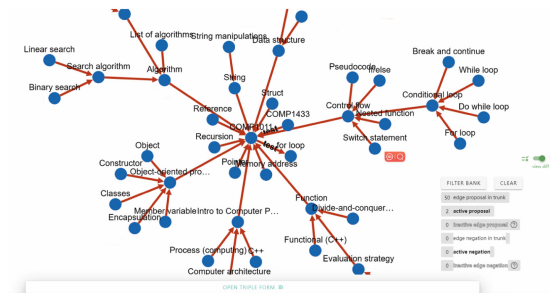 List of algorithms
String manipulations
Data structure
Linear search
Search algorithm
Algorithm
Binary search
String
Struct
Reference
COMP1011
COMP1433
test
Recursion
test
for loop
Pointer
Memory address
Pseudocode
If/else
Control flow
Nested function
Switch statement
Break and continue
While loop
Conditional loop
Do while loop
For loop
Object
Constructor
Object-oriented pro...
Classes
Encapsulation
Member variable
Intro to Computer P...
Function
Divide-and-conquer...
Functional (C++)
Evaluation strategy
Process (computing)
C++
Computer architecture
view diff
FILTER BANK
CLEAR
50 edge proposal in trunk
2 active proposal
0 inactive edge proposal
0 edge negation in trunk
0 active negation
0 inactive edge negation
OPEN TRIPLE FORM